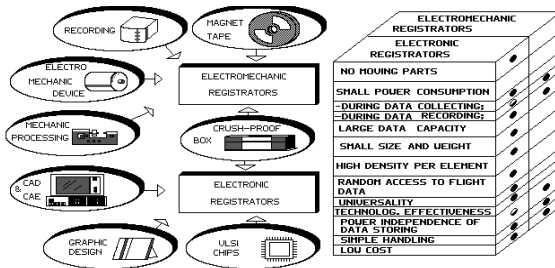 RECORDING
MAGNET
TAPE
ELECTRO
MECHANIC
DEVICE
ELECTROMECHANIC
REGISTRATORS
MECHANIC
PROCESSING
CRUSH-PROOF
BOX
CAD
&
CAE
ELECTRONIC
REGISTRATORS
GRAPHIC
DESIGN
VLSI
CHIPS
ELECTROMECHANIC
REGISTRATORS
ELECTRONIC
REGISTRATORS
NO MOVING PARTS
SMALL POWER CONSUMPTION
-DURING DATA COLLECTING;
-DURING DATA RECORDING;
LARGE DATA CAPACITY
SMALL SIZE AND WEIGHT
HIGH DENSITY PER ELEMENT
RANDOM ACCESS TO FLIGHT
DATA
UNIVERSALITY
TECHNOLOG. EFFECTIVENESS
POWER INDEPENDENCE OF
DATA STORING
SIMPLE HANDLING
LOW COST